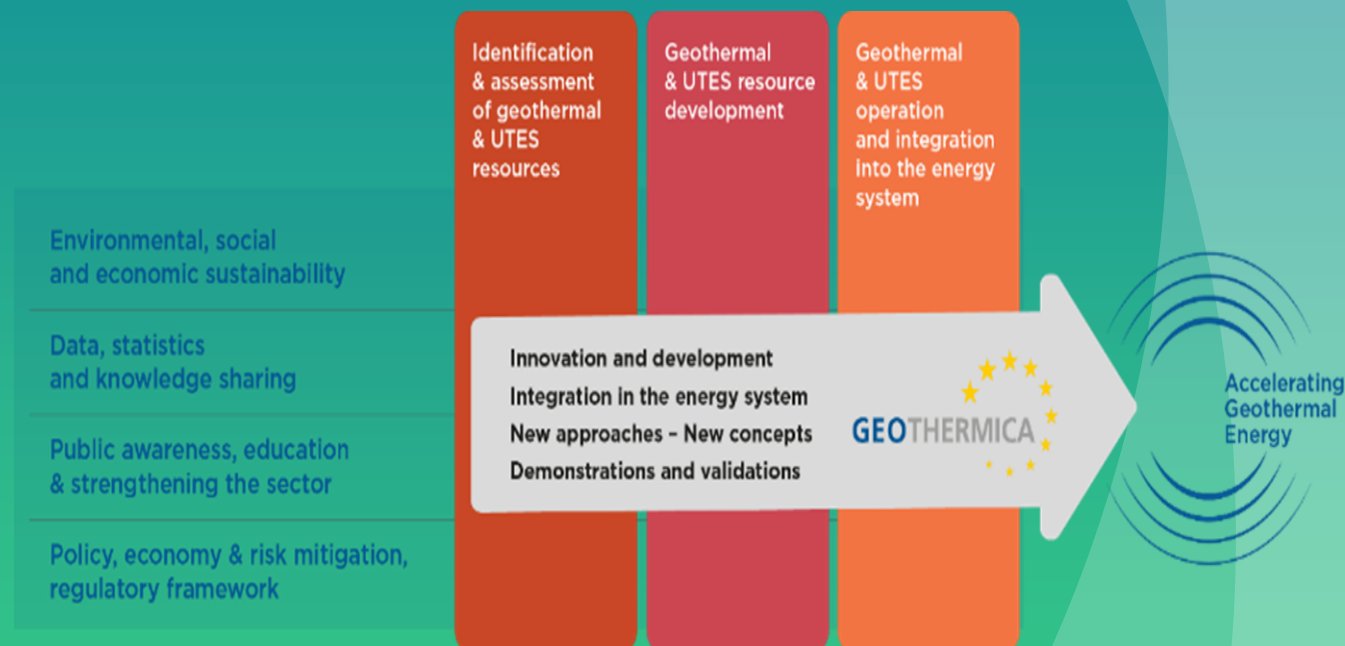 Identification
& assessment
of geothermal
& UTES
resources
Geothermal
& UTES resource
development
Geothermal
& UTES
operation
and integration
into the energy
system
Environmental, social
and economic sustainability
Data, statistics
and knowledge sharing
Public awareness, education
& strengthening the sector
Policy, economy & risk mitigation,
regulatory framework
Innovation and development
Integration in the energy system
New approaches – New concepts
Demonstrations and validations
GEOTHERMICA
Accelerating
Geothermal
Energy